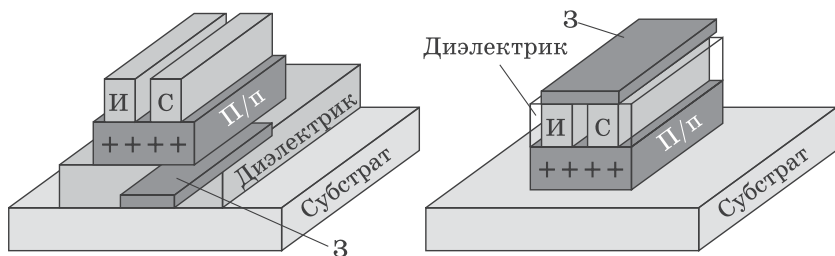 И С
+ + + +
П/п
Диэлектрик
Субстрат
З
З
Диэлектрик
И С
+ + + +
П/п
Субстрат